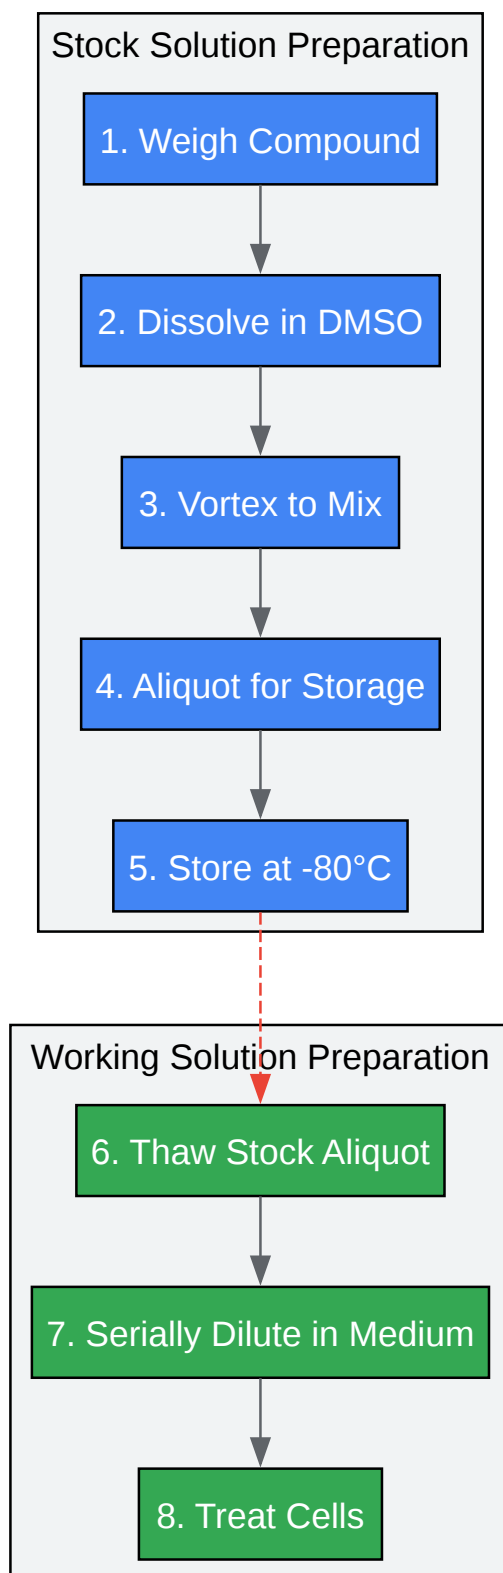 Stock Solution Preparation
1. Weigh Compound
2. Dissolve in DMSO
3. Vortex to Mix
4. Aliquot for Storage
5. Store at -80°C
Working Solution Preparation
6. Thaw Stock Aliquot
7. Serially Dilute in Medium
8. Treat Cells